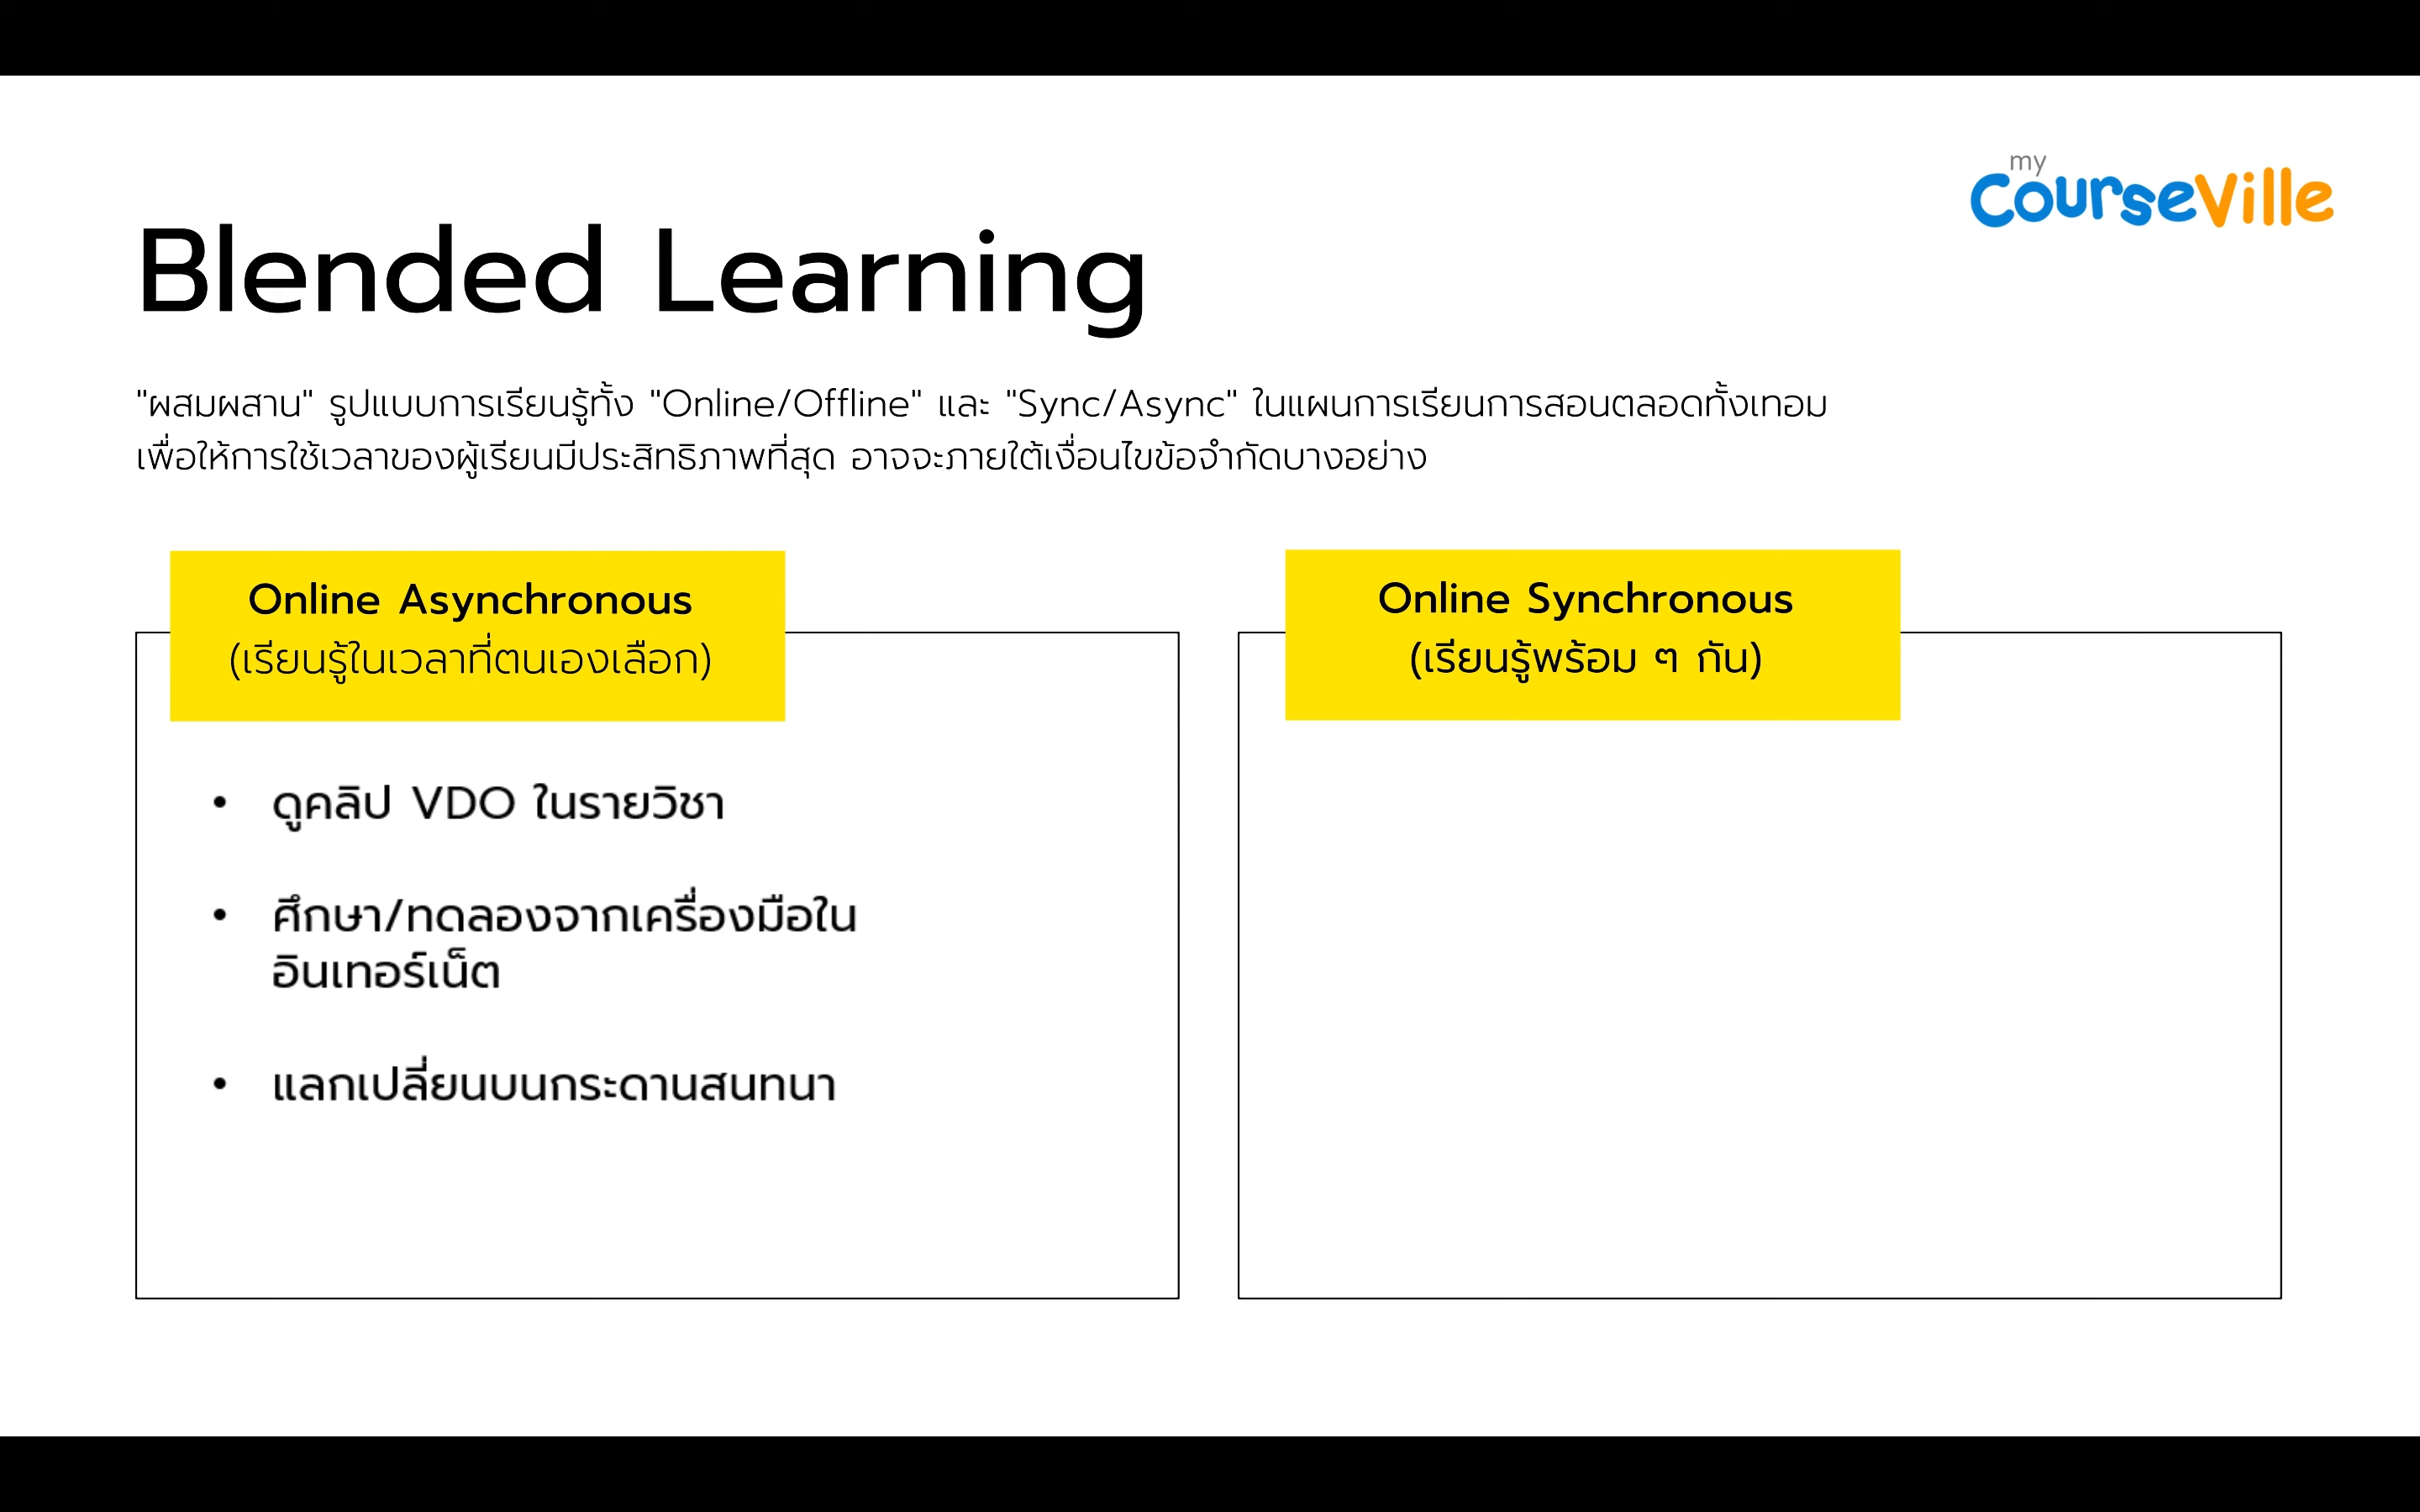 my
CourseVille
Blended Learning
"ผสมผสาน" รูปแบบการเรียนรู้ทั้ง "Online/Offline" และ "Sync/Async" ในแผนการเรียนการสอนตลอดทั้งเทอม
เพื่อให้การใช้เวลาของผู้เรียนมีประสิทธิภาพที่สุด อาจจะภายใต้เงื่อนไขข้อจำกัดบางอย่าง
Online Asynchronous
(เรียนรู้ในเวลาที่ตนเองเลือก)
• ดูคลิป VDO ในรายวิชา
• ศึกษา/ทดลองจากเครื่องมือใน
อินเทอร์เน็ต
• แลกเปลี่ยนบนกระดานสนทนา
Online Synchronous
(เรียนรู้พร้อม ๆ กัน)